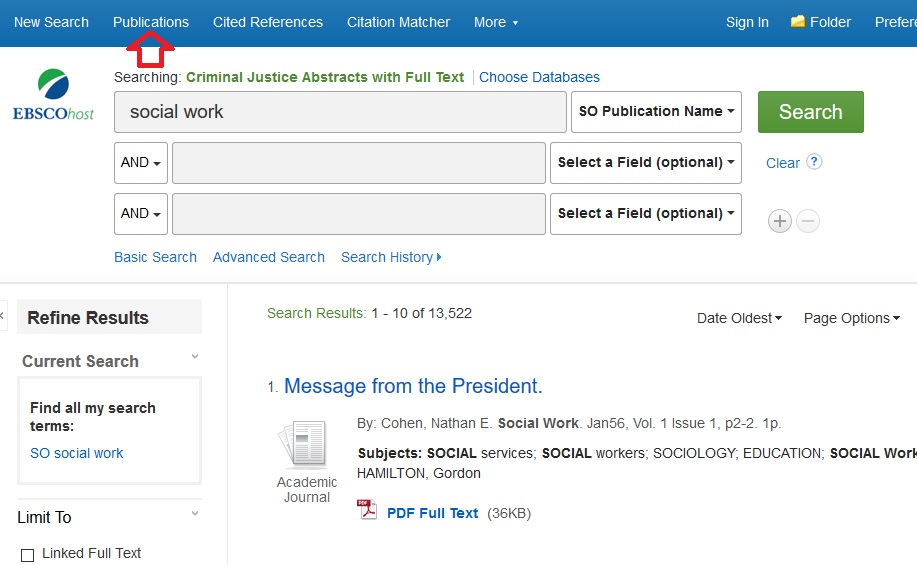 New Search Publications Cited References Citation Matcher More Sign In Folder Prefere
Searching: Criminal Justice Abstracts with Full Text Choose Databases
EBSCOhost
social work SO Publication Name Search
AND Select a Field (optional) Clear ?
AND Select a Field (optional)
Basic Search Advanced Search Search History
Refine Results
Current Search
Find all my search
terms:
SO social work
Limit To
Linked Full Text
Search Results: 1 - 10 of 13,522
Date Oldest Page Options
1. Message from the President.
Academic
Journal
By: Cohen, Nathan E. Social Work. Jan56, Vol. 1 Issue 1, p2-2. 1p.
Subjects: SOCIAL services; SOCIAL workers; SOCIOLOGY; EDUCATION; SOCIAL Work
HAMILTON, Gordon
PDF Full Text (36KB)